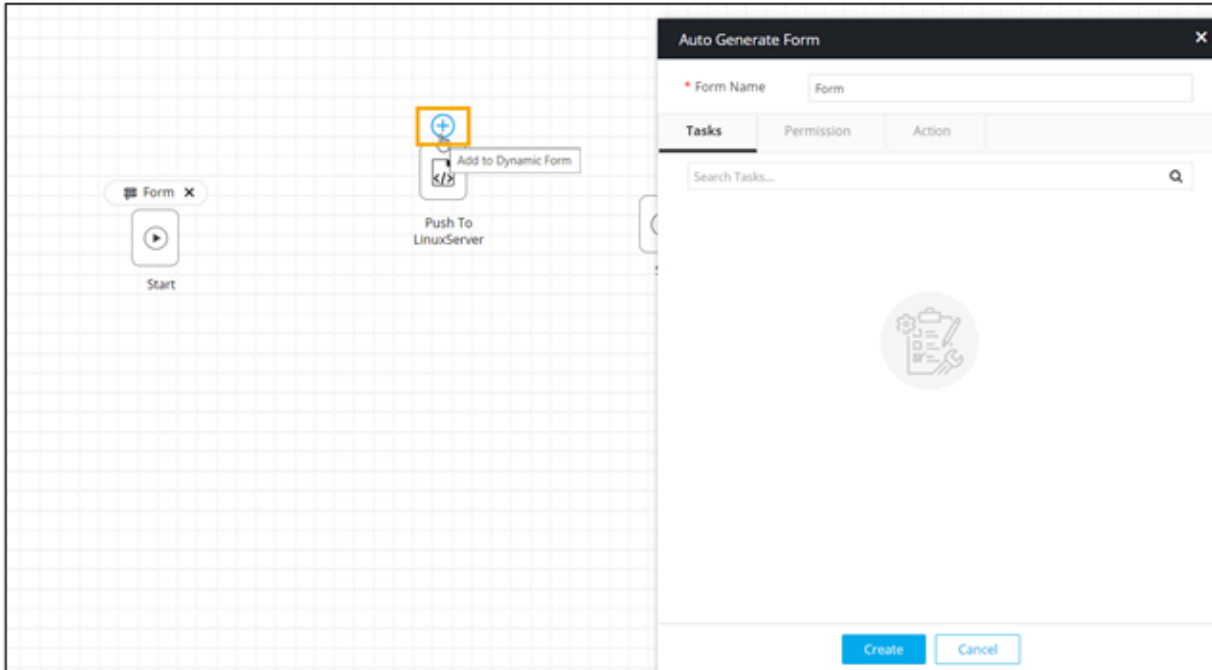 Auto Generate Form
* Form Name
Form
Tasks
Permission
Action
Search Tasks...
Add to Dynamic Form
</>
Push To
LinuxServer
Form
Start
Create
Cancel